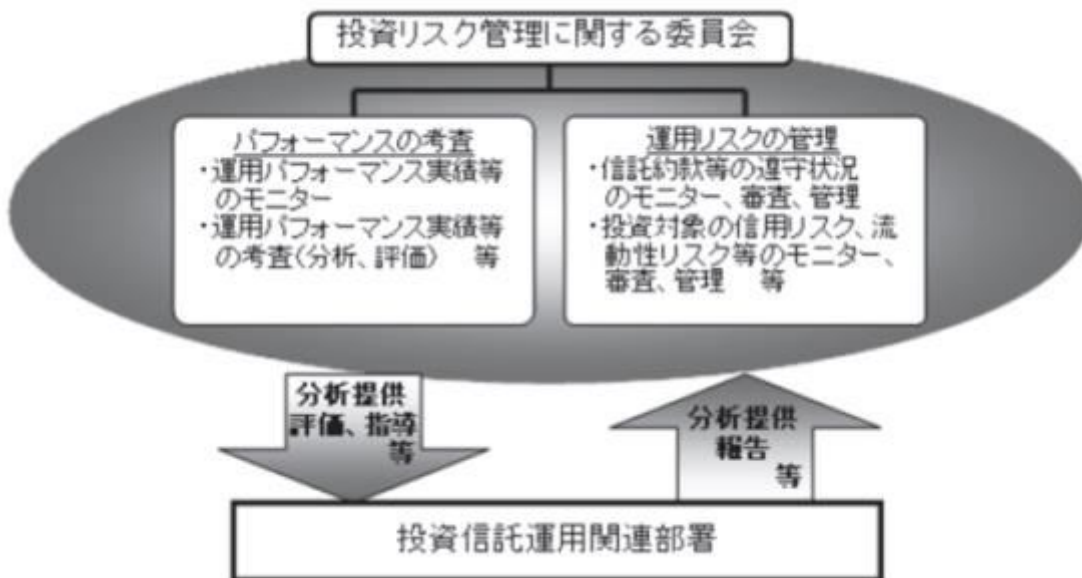 投資リスク管理に関する委員会
パフォーマンスの考査
・運用パフォーマンス実績等
のモニター
・運用パフォーマンス実績等
の考査(分析、評価) 等
運用リスクの管理
・信託約款等の遵守状況
のモニター、審査、管理
・投資対象の信用リスク、流
動性リスク等のモニター、
審査、管理 等
分析提供
評価、指導
等
分析提供
報告
等
投資信託運用関連部署